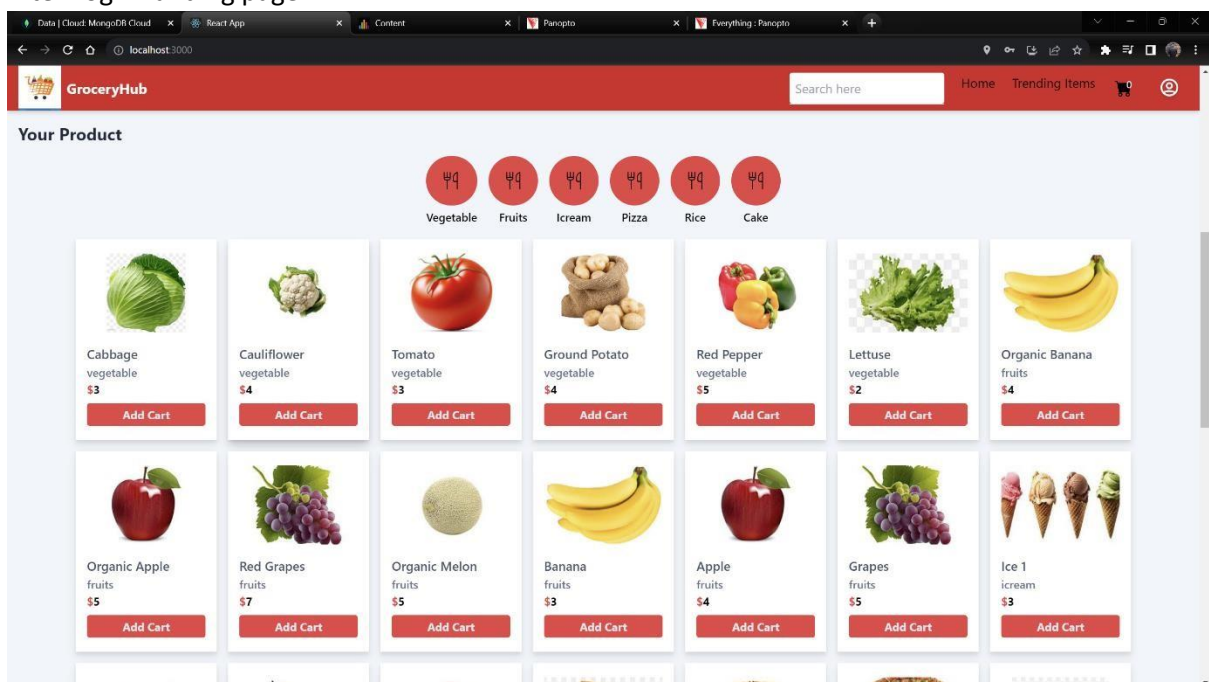 Data | Cloud: MongoDB Cloud
React App
Content
Panopto
Everything : Panopto
localhost:3000
GroceryHub
Search here
Home
Trending Items
0
Your Product
Vegetable Fruits Icream Pizza Rice Cake
Cabbage Cauliflower Tomato Ground Potato Red Pepper Lettuse Organic Banana
vegetable vegetable vegetable vegetable vegetable vegetable fruits
$3 $4 $3 $4 $5 $2 $4
Add Cart Add Cart Add Cart Add Cart Add Cart Add Cart Add Cart
Organic Apple Red Grapes Organic Melon Banana Apple Grapes Ice 1
fruits fruits fruits fruits fruits fruits icream
$5 $7 $5 $3 $4 $5 $3
Add Cart Add Cart Add Cart Add Cart Add Cart Add Cart Add Cart